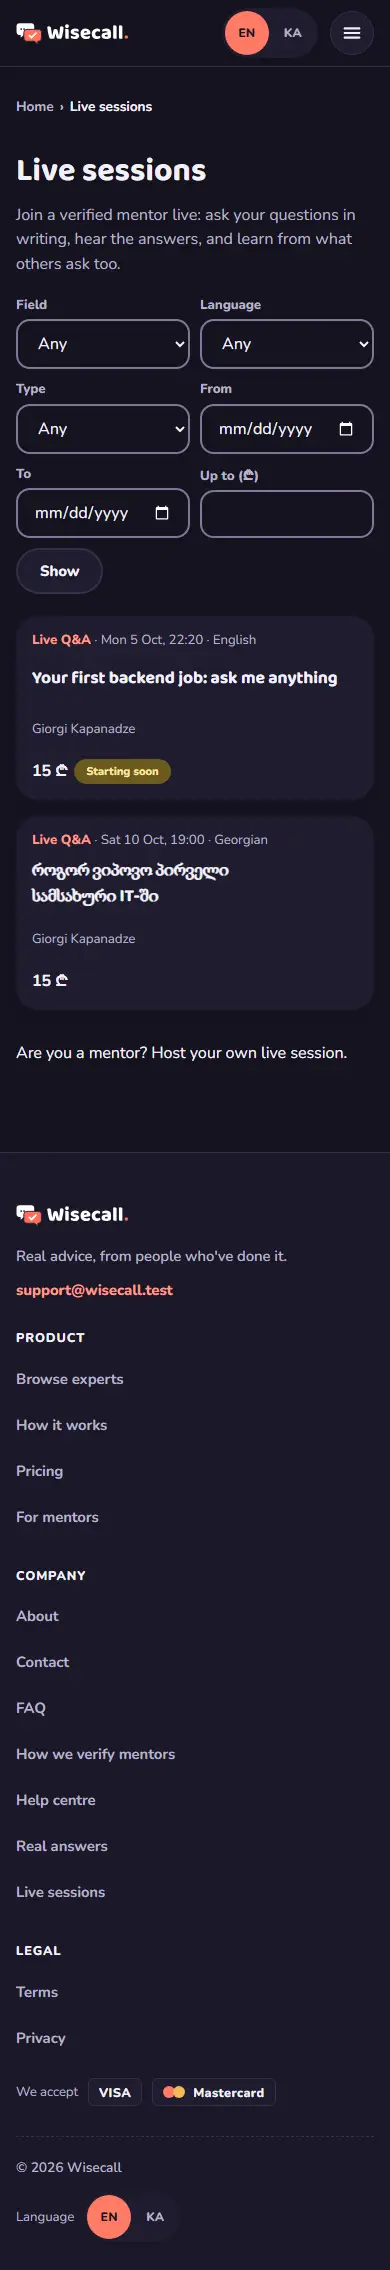 Wisecall.
EN KA
Home › Live sessions
Live sessions
Join a verified mentor live: ask your questions in
writing, hear the answers, and learn from what
others ask too.
Field Language
Any Any
Type From
Any mm/dd/yyyy
To Up to (₾)
mm/dd/yyyy
Show
Live Q&A · Mon 5 Oct, 22:20 · English
Your first backend job: ask me anything
Giorgi Kapanadze
15 ₾ Starting soon
Live Q&A · Sat 10 Oct, 19:00 · Georgian
როგორ ვიპოვო პირველი
სამსახური IT-ში
Giorgi Kapanadze
15 ₾
Are you a mentor? Host your own live session.
Wisecall.
Real advice, from people who've done it.
support@wisecall.test
PRODUCT
Browse experts
How it works
Pricing
For mentors
COMPANY
About
Contact
FAQ
How we verify mentors
Help centre
Real answers
Live sessions
LEGAL
Terms
Privacy
We accept VISA Mastercard
© 2026 Wisecall
Language EN KA